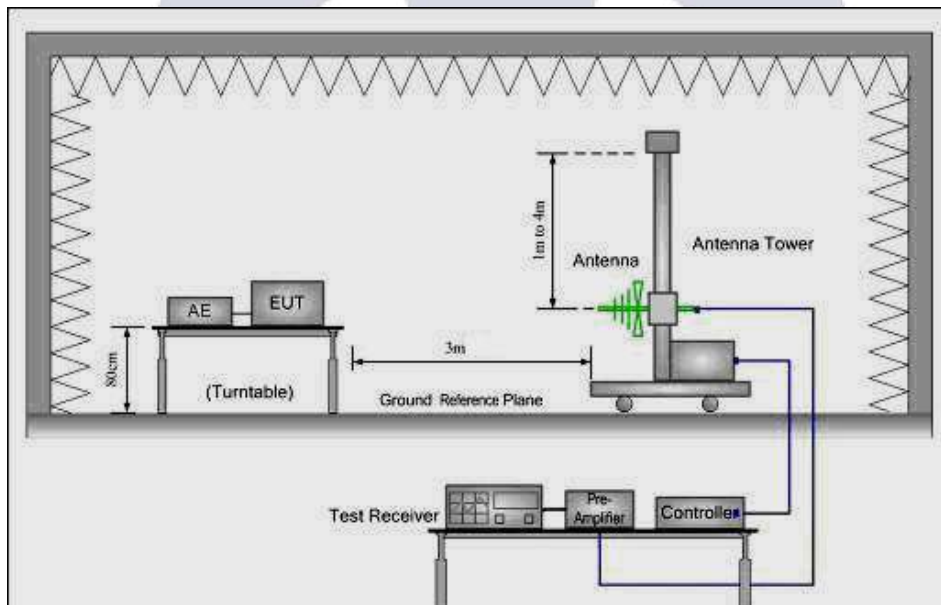 1m to 4m
Antenna
Antenna Tower
AE
EUT
80cm
3m
(Turntable)
Ground Reference Plane
Test Receiver
Pre-
Amplifier
Controller